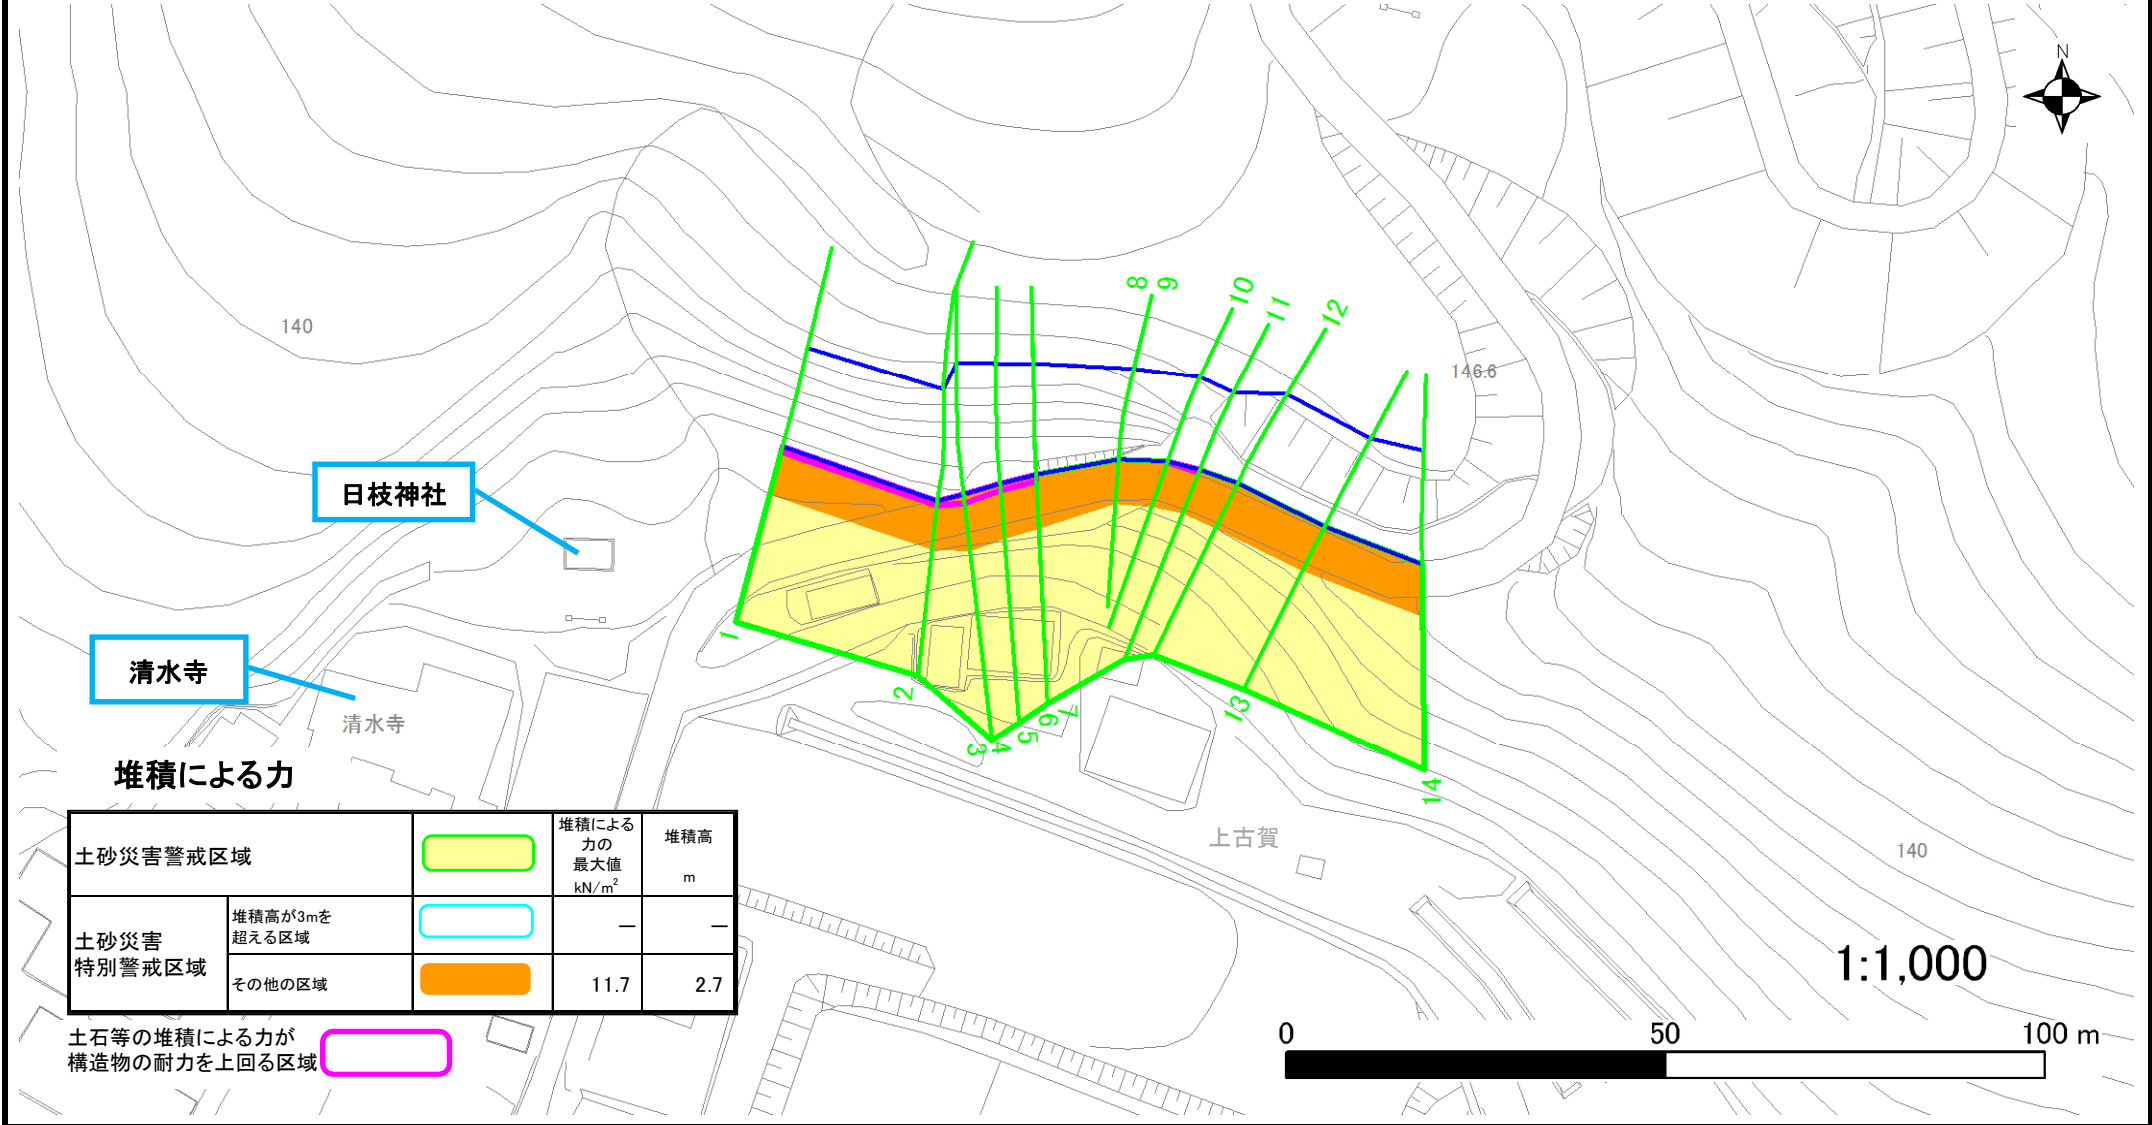 N
8
9
10
11
12
140
146.6
日枝神社
清水寺
清水寺
1
2
3
4
5
6
7
13
14
上古賀
140
堆積による力
土砂災害警戒区域
堆積による
力の
最大値
kN/m²
堆積高
m
土砂災害
特別警戒区域
堆積高が3mを
超える区域
－
－
その他の区域
11.7
2.7
土石等の堆積による力が
構造物の耐力を上回る区域
1:1,000
0 50 100 m